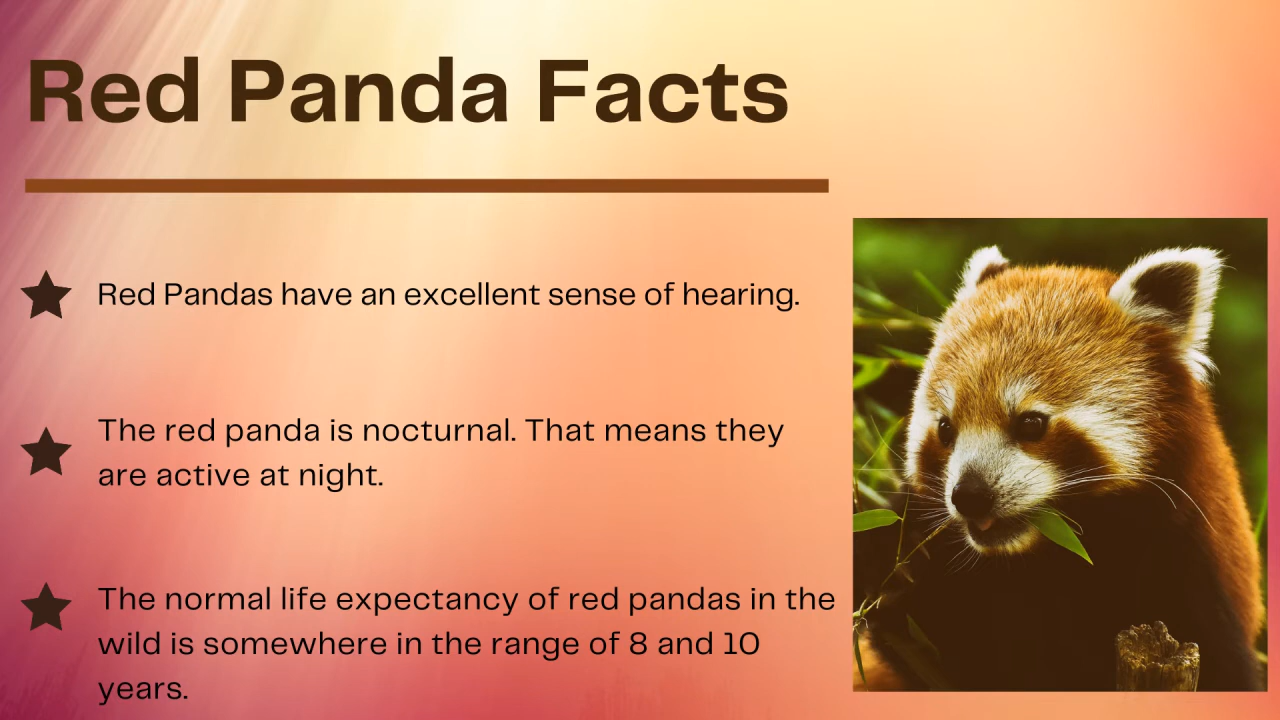 Red Panda Facts
Red Pandas have an excellent sense of hearing.
The red panda is nocturnal. That means they
are active at night.
The normal life expectancy of red pandas in the
wild is somewhere in the range of 8 and 10
years.